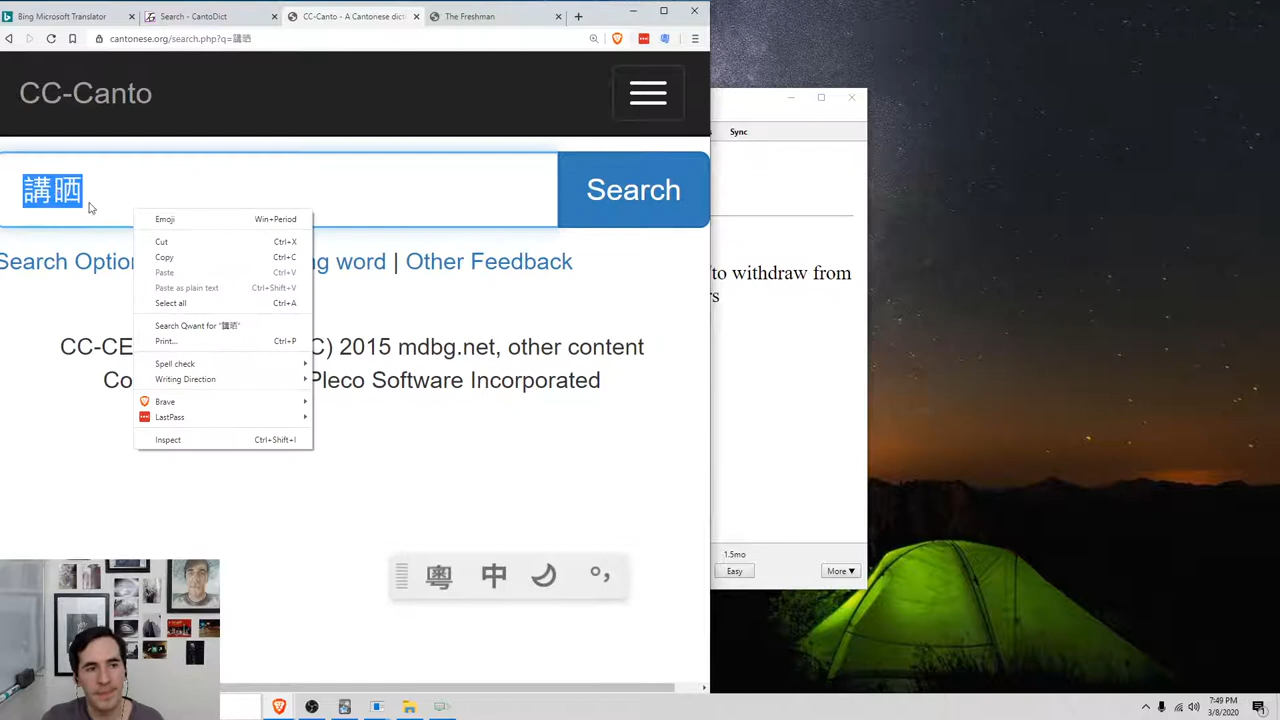 Bing Microsoft Translator
Search - CantoDict
CC-Canto - A Cantonese dict
The Freshman
cantonese.org/search.php?q=講晒
CC-Canto
講晒
Search
Search Optio
ng word | Other Feedback
Emoji Win+Period
Cut Ctrl+X
Copy Ctrl+C
Paste Ctrl+V
Paste as plain text Ctrl+Shift+V
Select all Ctrl+A
Search Qwant for "講晒"
Print... Ctrl+P
Spell check
Writing Direction
Brave
LastPass
Inspect Ctrl+Shift+I
CC-CE
C) 2015 mdbg.net, other content
Co
Pleco Software Incorporated
粵 中
Sync
to withdraw from
rs
1.5mo
Easy
More
7:49 PM
3/8/2020